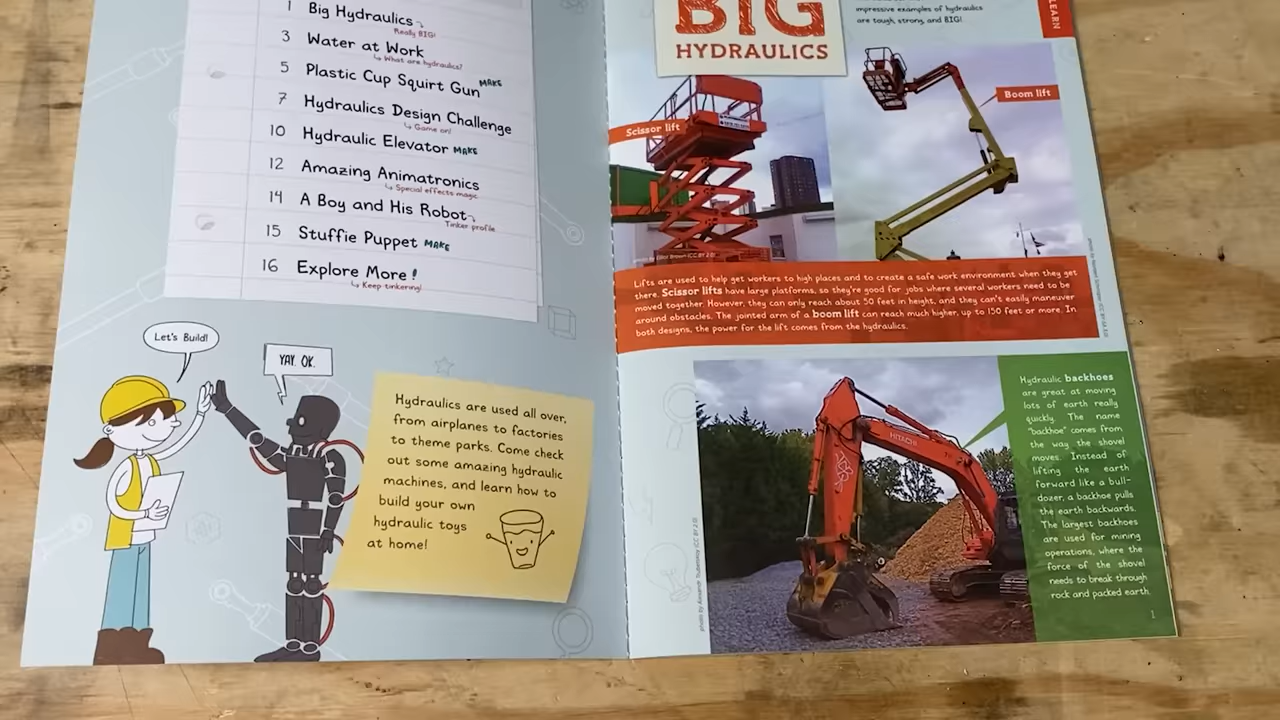 1 Big Hydraulics
Really BIG!
3 Water at Work
What are hydraulics?
5 Plastic Cup Squirt Gun MAKE
7 Hydraulics Design Challenge
Game on!
10 Hydraulic Elevator MAKE
12 Amazing Animatronics
Special effects magic
14 A Boy and His Robot
Tinker profile
15 Stuffie Puppet MAKE
16 Explore More!
Keep tinkering!
Let's Build!
YAY. OK.
Hydraulics are used all over,
from airplanes to factories
to theme parks. Come check
out some amazing hydraulic
machines, and learn how to
build your own
hydraulic toys
at home!
BIG
HYDRAULICS
impressive examples of hydraulics
are tough, strong, and BIG!
LEARN
Scissor lift
Boom lift
photo by Elliot Brown (CC BY 2.0)
Lifts are used to help get workers to high places and to create a safe work environment when they get
there. Scissor lifts have large platforms, so they're good for jobs where several workers need to be
moved together. However, they can only reach about 50 feet in height, and they can't easily maneuver
around obstacles. The jointed arm of a boom lift can reach much higher, up to 150 feet or more. In
both designs, the power for the lift comes from the hydraulics.
HITACHI
Hydraulic backhoes
are great at moving
lots of earth really
quickly. The name
"backhoe" comes from
the way the shovel
moves. Instead of
lifting the earth
forward like a bull-
dozer, a backhoe pulls
the earth backwards.
The largest backhoes
are used for mining
operations, where the
force of the shovel
needs to break through
rock and packed earth.
1